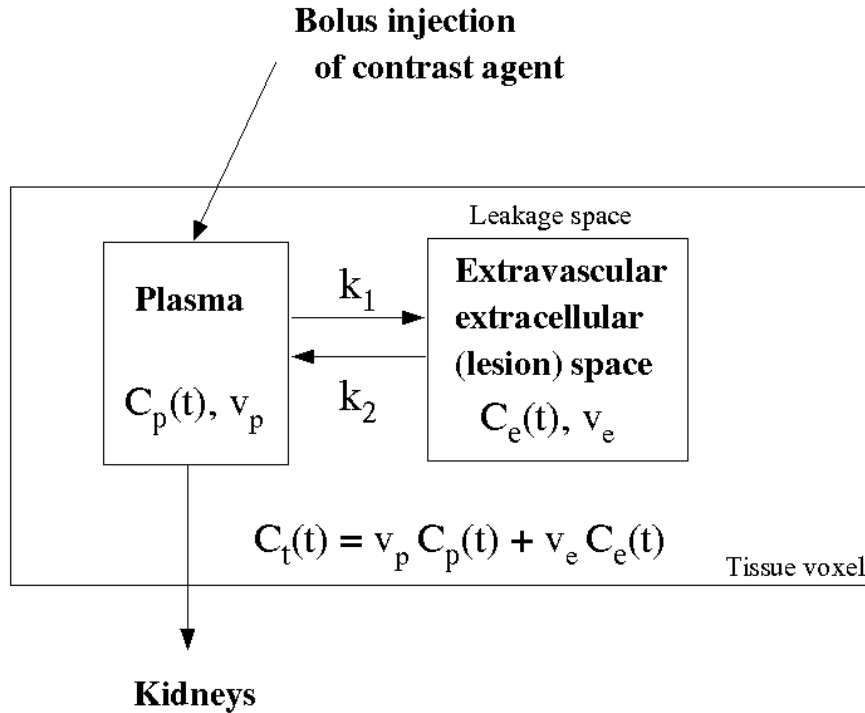 Bolus injection
of contrast agent
Leakage space
Plasma
k₁
Extravascular
extracellular
(lesion) space
k₂
Cₚ(t), vₚ
Cₑ(t), vₑ
Cₜ(t) = vₚ Cₚ(t) + vₑ Cₑ(t)
Tissue voxel
Kidneys